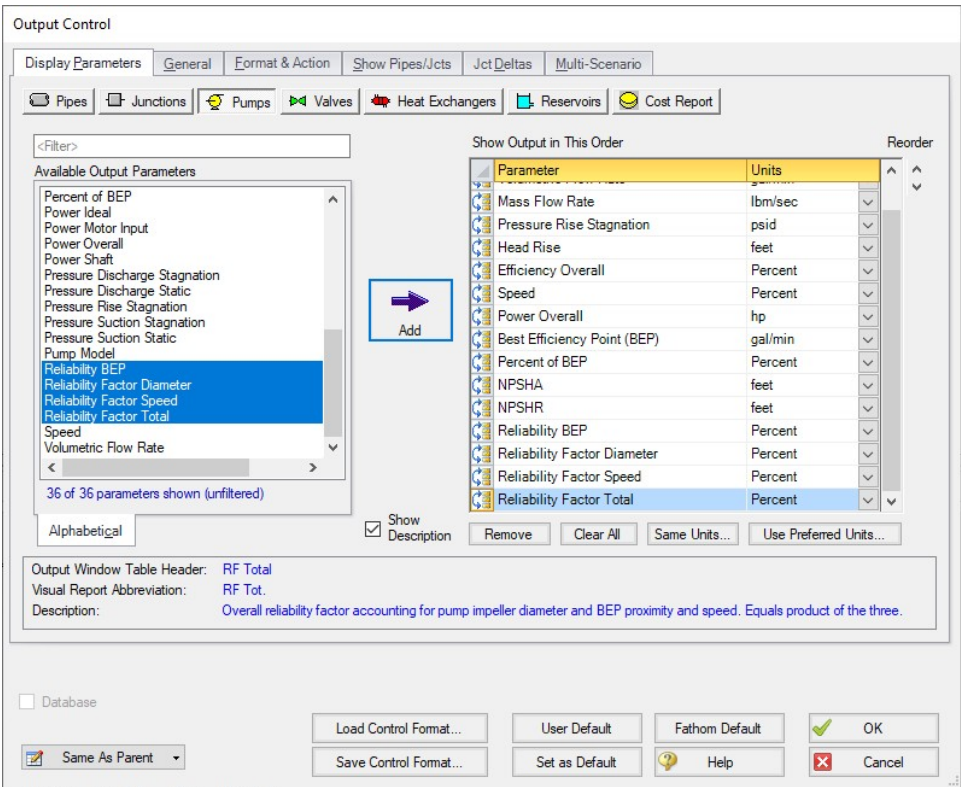 Output Control
Display Parameters General Format & Action Show Pipes/Jcts Jct Deltas Multi-Scenario
Pipes Junctions Pumps Valves Heat Exchangers Reservoirs Cost Report
<Filter>
Available Output Parameters
Percent of BEP
Power Ideal
Power Motor Input
Power Overall
Power Shaft
Pressure Discharge Stagnation
Pressure Discharge Static
Pressure Rise Stagnation
Pressure Suction Stagnation
Pressure Suction Static
Pump Model
Reliability BEP
Reliability Factor Diameter
Reliability Factor Speed
Reliability Factor Total
Speed
Volumetric Flow Rate
36 of 36 parameters shown (unfiltered)
Alphabetical
Add
Show
Description
Show Output in This Order Reorder
Parameter Units
Mass Flow Rate lbm/sec
Pressure Rise Stagnation psid
Head Rise feet
Efficiency Overall Percent
Speed Percent
Power Overall hp
Best Efficiency Point (BEP) gal/min
Percent of BEP Percent
NPSHA feet
NPSHR feet
Reliability BEP Percent
Reliability Factor Diameter Percent
Reliability Factor Speed Percent
Reliability Factor Total Percent
Remove Clear All Same Units... Use Preferred Units...
Output Window Table Header: RF Total
Visual Report Abbreviation: RF Tot.
Description: Overall reliability factor accounting for pump impeller diameter and BEP proximity and speed. Equals product of the three.
Database
Load Control Format... User Default Fathom Default OK
Same As Parent Save Control Format... Set as Default Help Cancel